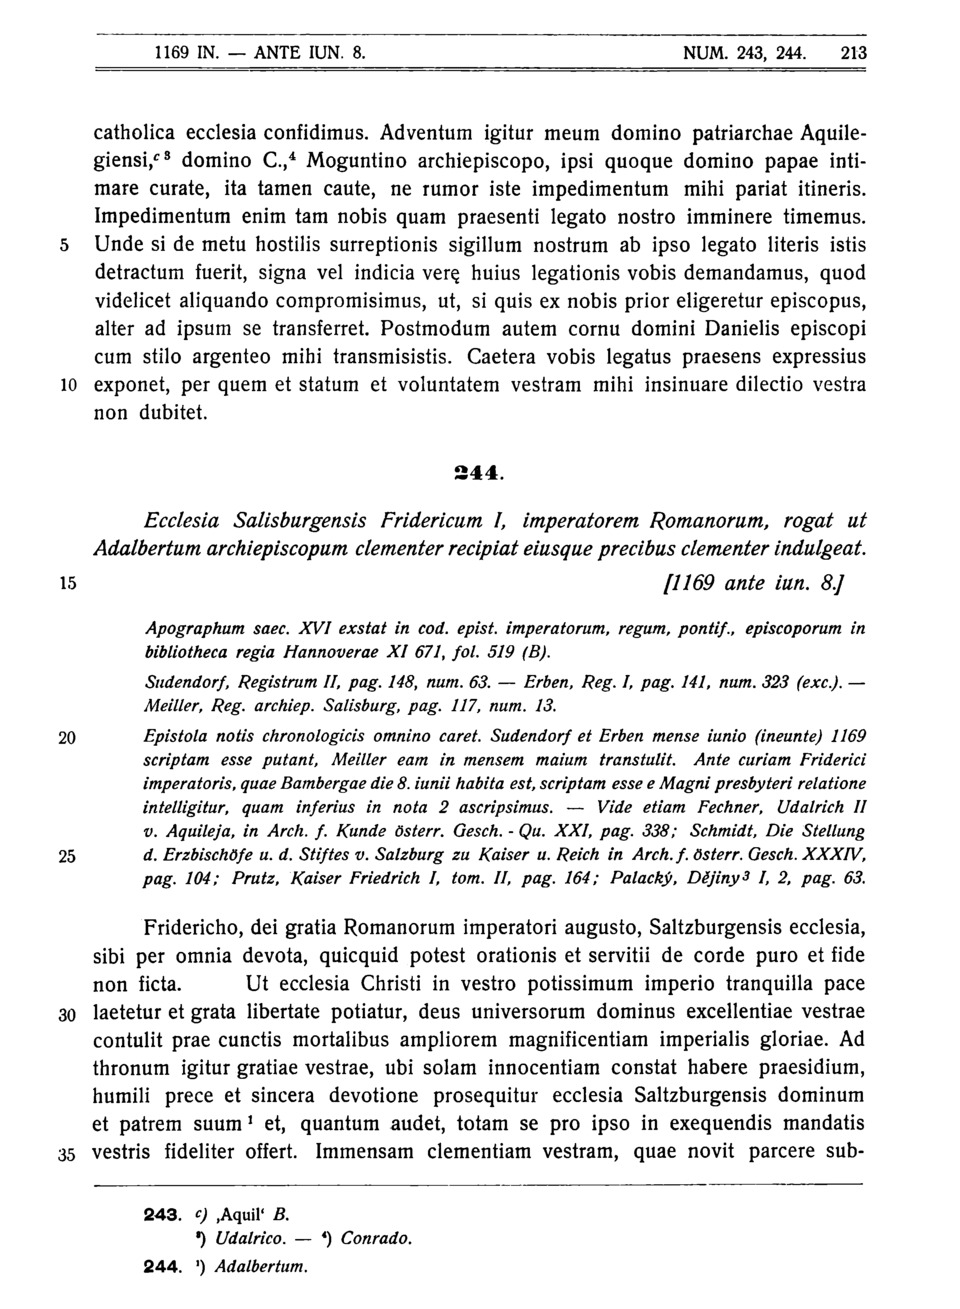 1169 IN. — ANTE IUN. 8. NUM. 243, 244. 213
catholica ecclesia confidimus. Adventum igitur meum domino patriarchae Aquile-
giensi,ᶜ ³ domino C.,⁴ Moguntino archiepiscopo, ipsi quoque domino papae inti-
mare curate, ita tamen caute, ne rumor iste impedimentum mihi pariat itineris.
Impedimentum enim tam nobis quam praesenti legato nostro imminere timemus.
5 Unde si de metu hostilis surreptionis sigillum nostrum ab ipso legato literis istis
detractum fuerit, signa vel indicia verę huius legationis vobis demandamus, quod
videlicet aliquando compromisimus, ut, si quis ex nobis prior eligeretur episcopus,
alter ad ipsum se transferret. Postmodum autem cornu domini Danielis episcopi
cum stilo argenteo mihi transmisistis. Caetera vobis legatus praesens expressius
10 exponet, per quem et statum et voluntatem vestram mihi insinuare dilectio vestra
non dubitet.
244.
Ecclesia Salisburgensis Fridericum I, imperatorem Romanorum, rogat ut
Adalbertum archiepiscopum clementer recipiat eiusque precibus clementer indulgeat.
15 [1169 ante iun. 8.]
Apographum saec. XVI exstat in cod. epist. imperatorum, regum, pontif., episcoporum in
bibliotheca regia Hannoverae XI 671, fol. 519 (B).
Sudendorf, Registrum II, pag. 148, num. 63. — Erben, Reg. I, pag. 141, num. 323 (exc.). —
Meiller, Reg. archiep. Salisburg, pag. 117, num. 13.
20 Epistola notis chronologicis omnino caret. Sudendorf et Erben mense iunio (ineunte) 1169
scriptam esse putant, Meiller eam in mensem maium transtulit. Ante curiam Friderici
imperatoris, quae Bambergae die 8. iunii habita est, scriptam esse e Magni presbyteri relatione
intelligitur, quam inferius in nota 2 ascripsimus. — Vide etiam Fechner, Udalrich II
v. Aquileja, in Arch. f. Kunde österr. Gesch. - Qu. XXI, pag. 338; Schmidt, Die Stellung
25 d. Erzbischöfe u. d. Stiftes v. Salzburg zu Kaiser u. Reich in Arch. f. österr. Gesch. XXXIV,
pag. 104; Prutz, Kaiser Friedrich I, tom. II, pag. 164; Palacký, Dějiny³ I, 2, pag. 63.
Fridericho, dei gratia Romanorum imperatori augusto, Saltzburgensis ecclesia,
sibi per omnia devota, quicquid potest orationis et servitii de corde puro et fide
non ficta. Ut ecclesia Christi in vestro potissimum imperio tranquilla pace
30 laetetur et grata libertate potiatur, deus universorum dominus excellentiae vestrae
contulit prae cunctis mortalibus ampliorem magnificentiam imperialis gloriae. Ad
thronum igitur gratiae vestrae, ubi solam innocentiam constat habere praesidium,
humili prece et sincera devotione prosequitur ecclesia Saltzburgensis dominum
et patrem suum ¹ et, quantum audet, totam se pro ipso in exequendis mandatis
35 vestris fideliter offert. Immensam clementiam vestram, quae novit parcere sub-
243. c) ‚Aquil‘ B.
³) Udalrico. — ⁴) Conrado.
244. ¹) Adalbertum.